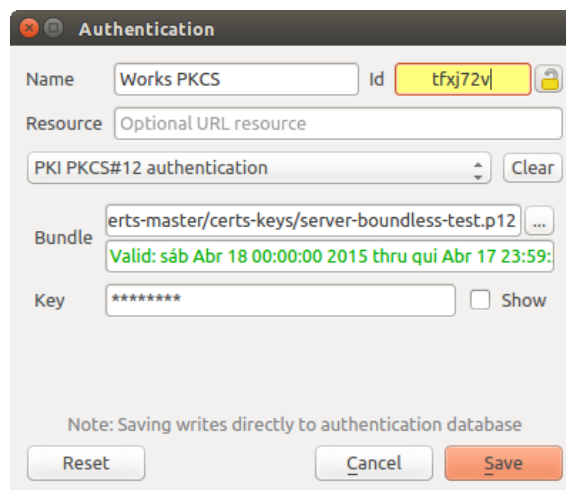 Authentication
Name Works PKCS Id tfxj72v
Resource Optional URL resource
PKI PKCS#12 authentication Clear
Bundle erts-master/certs-keys/server-boundless-test.p12 ...
Valid: sáb Abr 18 00:00:00 2015 thru qui Abr 17 23:59:
Key ******** Show
Note: Saving writes directly to authentication database
Reset Cancel Save